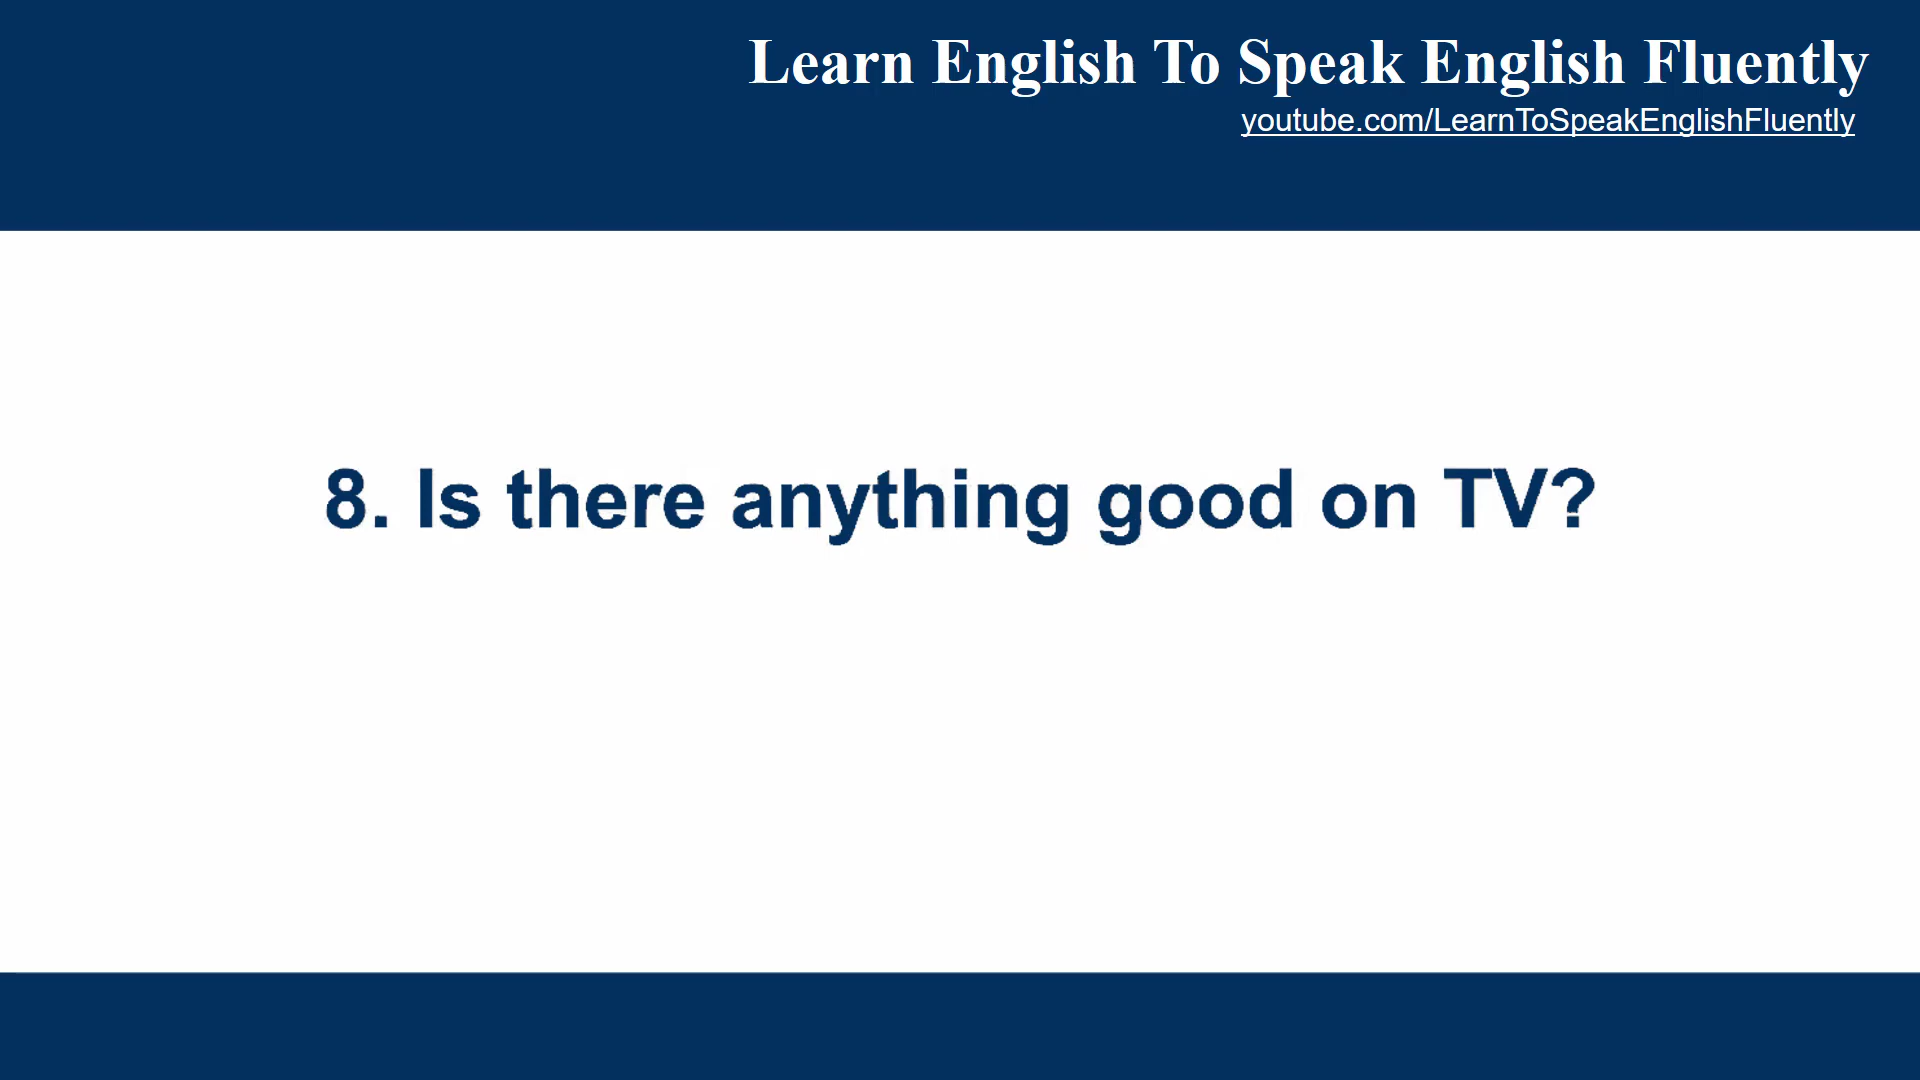 Learn English To Speak English Fluently
youtube.com/LearnToSpeakEnglishFluently
8. Is there anything good on TV?